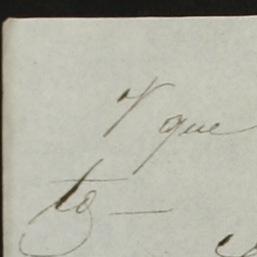 Y que
to —